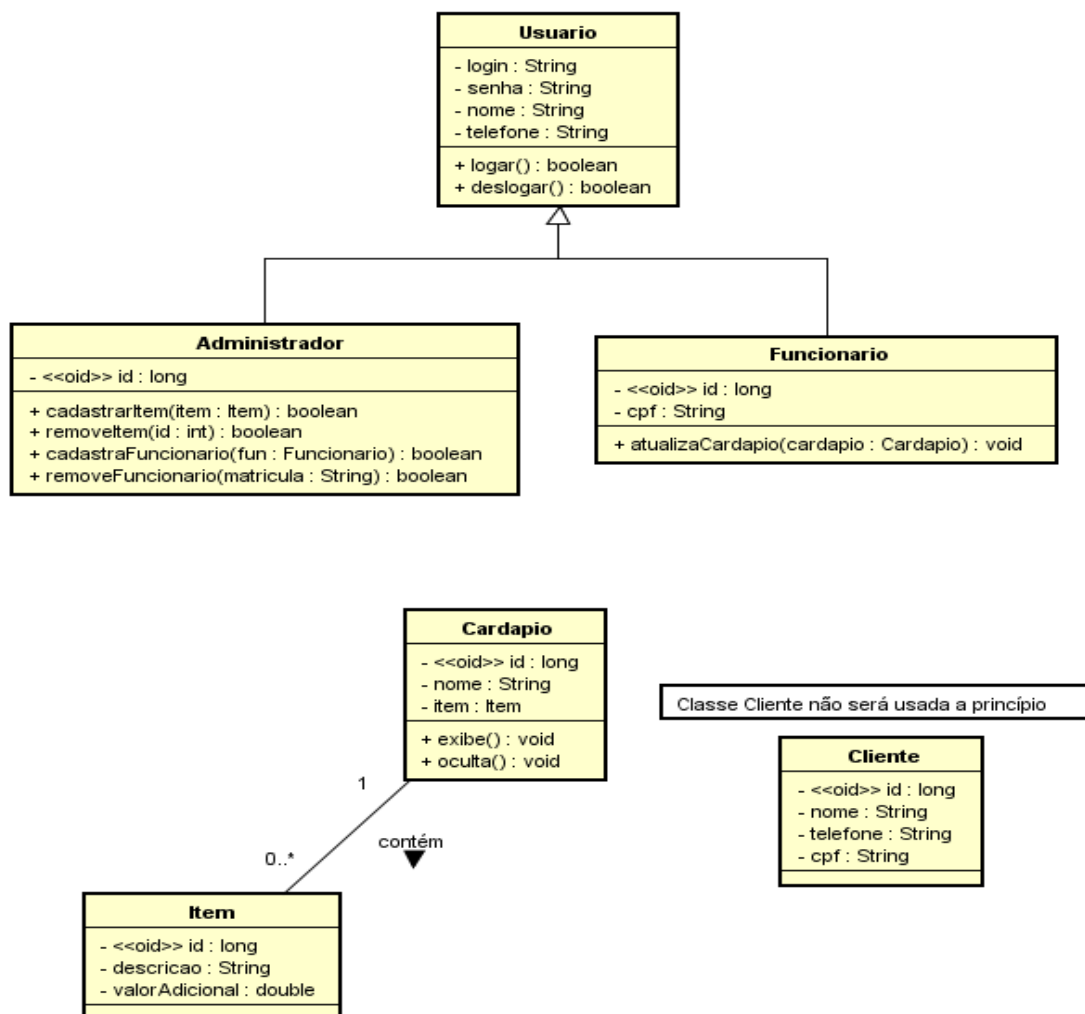 Usuario
- login : String
- senha : String
- nome : String
- telefone : String
+ logar() : boolean
+ deslogar() : boolean
Administrador
- <<oid>> id : long
+ cadastrarItem(item : Item) : boolean
+ removeItem(id : int) : boolean
+ cadastraFuncionario(fun : Funcionario) : boolean
+ removeFuncionario(matricula : String) : boolean
Funcionario
- <<oid>> id : long
- cpf : String
+ atualizaCardapio(cardapio : Cardapio) : void
Cardapio
- <<oid>> id : long
- nome : String
- item : Item
+ exibe() : void
+ oculta() : void
1
contém
0..*
Item
- <<oid>> id : long
- descricao : String
- valorAdicional : double
Classe Cliente não será usada a princípio
Cliente
- <<oid>> id : long
- nome : String
- telefone : String
- cpf : String